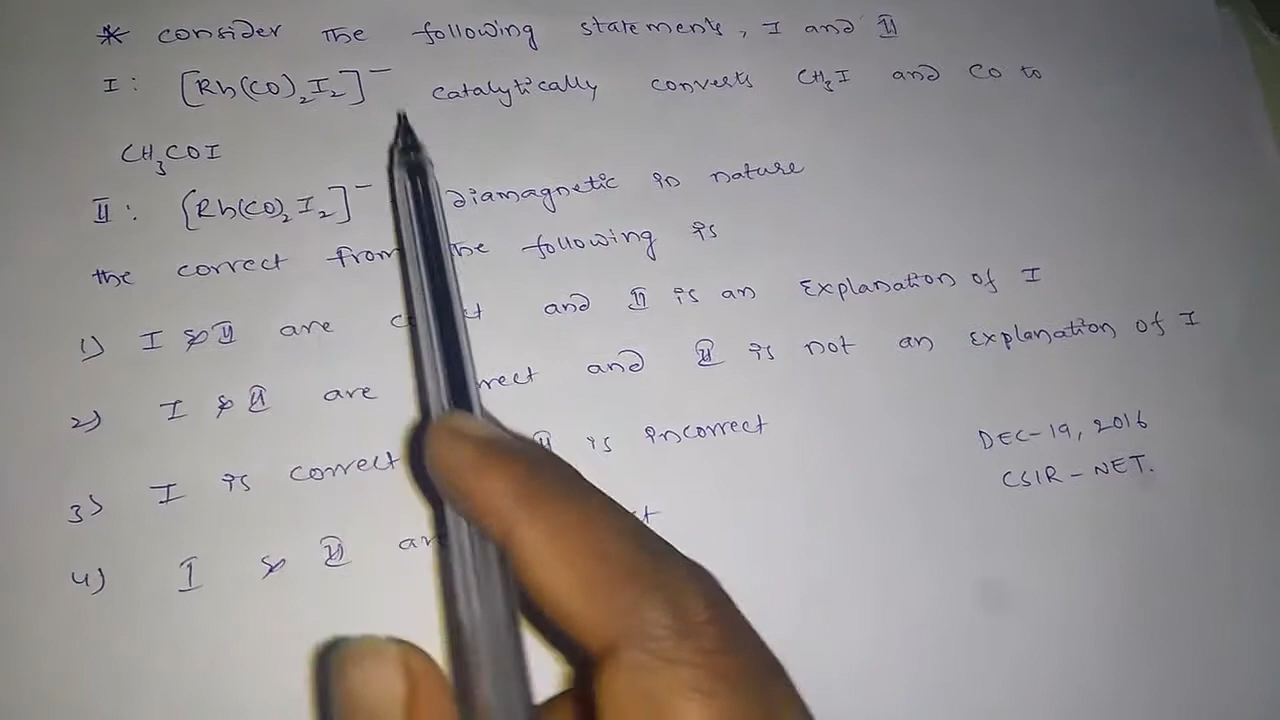 * consider the following statements, I and II
I : [Rh(CO)2I2]⁻ catalytically converts CH3I and CO to
CH3COI
II : [Rh(CO)2I2]⁻ diamagnetic in nature
the correct from the following is
1) I & II are and II is an explanation of I
2) I & II are and II is not an explanation of I
3) I is correct II is incorrect
4) I & II
DEC-19, 2016
CSIR-NET.